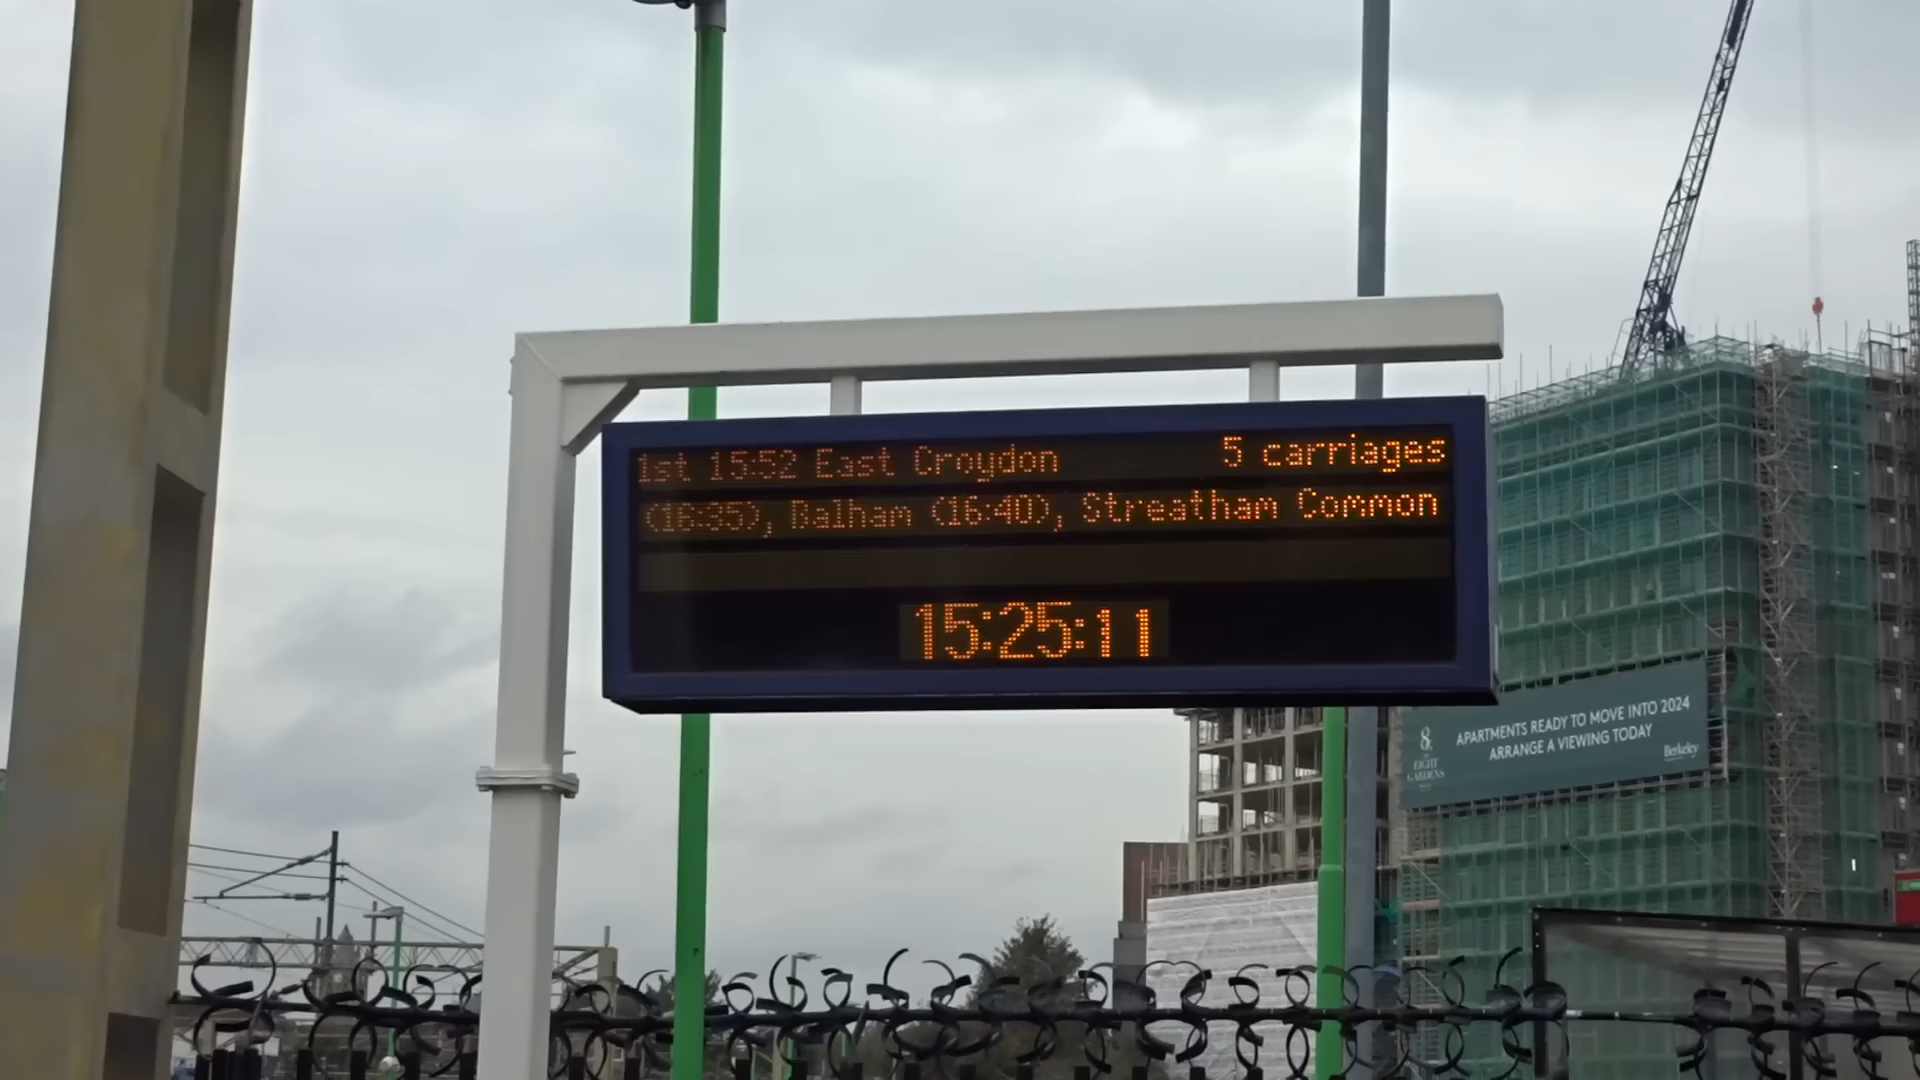 1st 15:52 East Croydon 5 carriages
(16:35), Balham (16:40), Streatham Common
15:25:11
8
EIGHT
GARDENS
APARTMENTS READY TO MOVE INTO 2024
ARRANGE A VIEWING TODAY
Berkeley